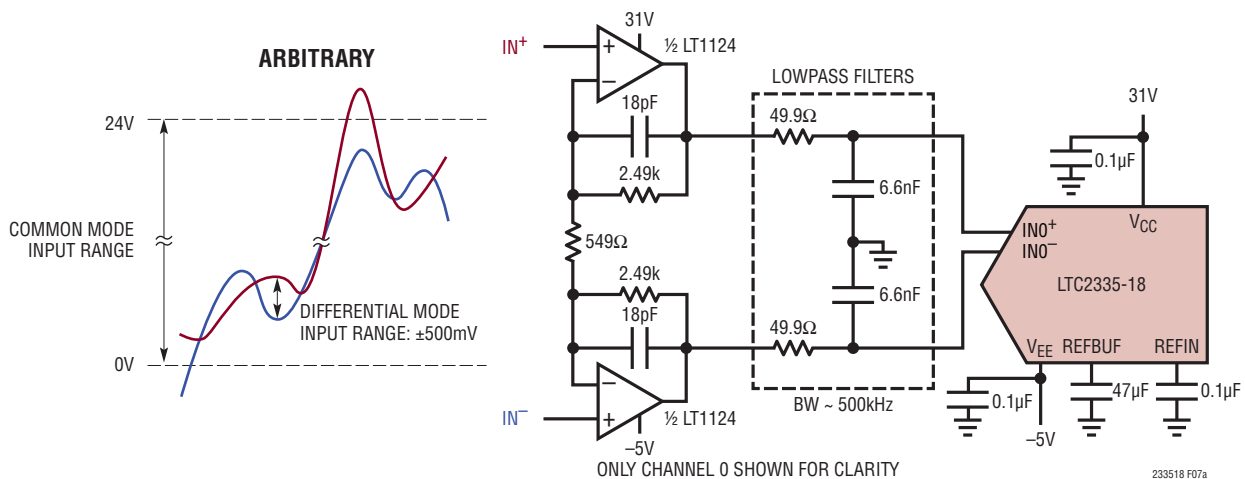 ARBITRARY
24V
COMMON MODE
INPUT RANGE
DIFFERENTIAL MODE
INPUT RANGE: ±500mV
0V
31V
IN+
+
½ LT1124
−
18pF
2.49k
549Ω
2.49k
18pF
−
IN−
+
½ LT1124
−5V
LOWPASS FILTERS
49.9Ω
6.6nF
6.6nF
49.9Ω
BW ~ 500kHz
31V
0.1µF
VCC
IN0+
IN0−
LTC2335-18
VEE
REFBUF
REFIN
0.1µF
47µF
0.1µF
−5V
ONLY CHANNEL 0 SHOWN FOR CLARITY
233518 F07a